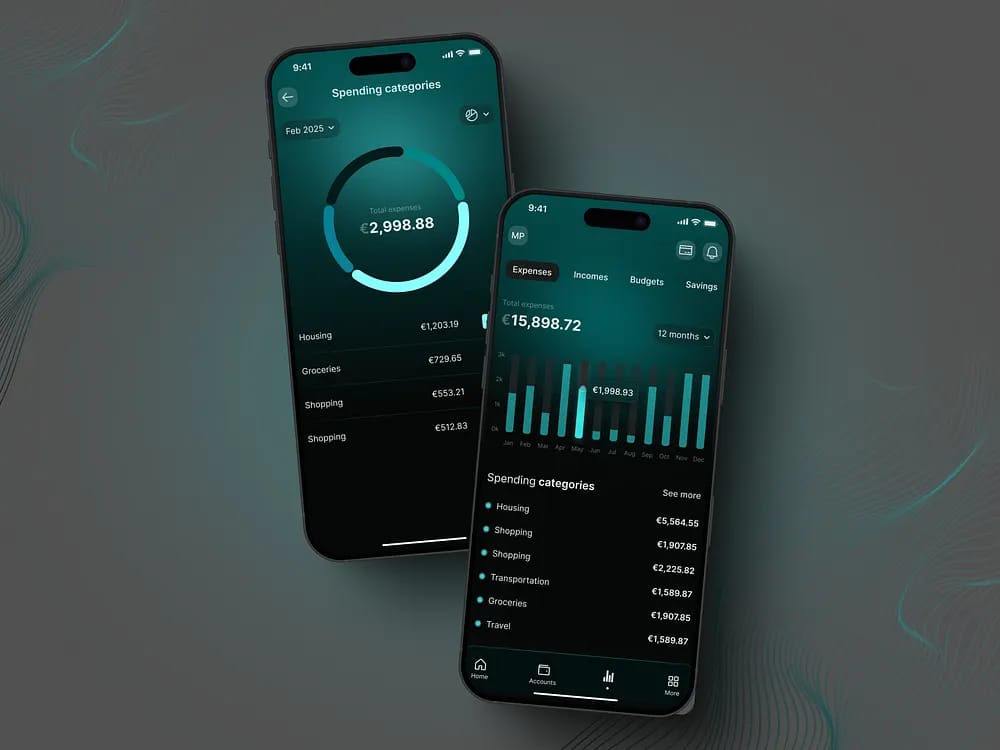 9:41
Spending categories
Feb 2025
Total expenses
€2,998.88
Housing €1,203.19
Groceries €729.65
Shopping €553.21
Shopping €512.83
9:41
MP
Expenses Incomes Budgets Savings
Total expenses
€15,898.72
12 months
3k
2k
1k
0k
€1,998.93
Jan Feb Mar Apr May Jun Jul Aug Sep Oct Nov Dec
Spending categories See more
Housing €5,564.55
Shopping €1,907.85
Shopping €2,225.82
Transportation €1,589.87
Groceries €1,907.85
Travel €1,589.87
Home Accounts More